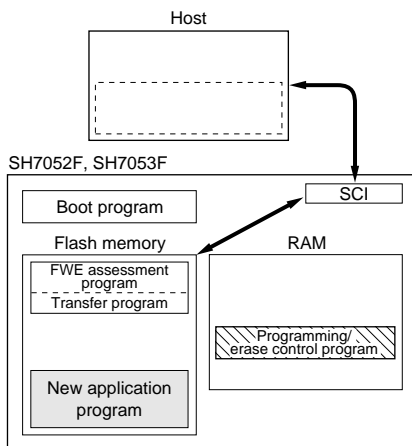 Host
SH7052F, SH7053F
SCI
Boot program
Flash memory
RAM
FWE assessment
program
Transfer program
Programming/
erase control program
New application
program